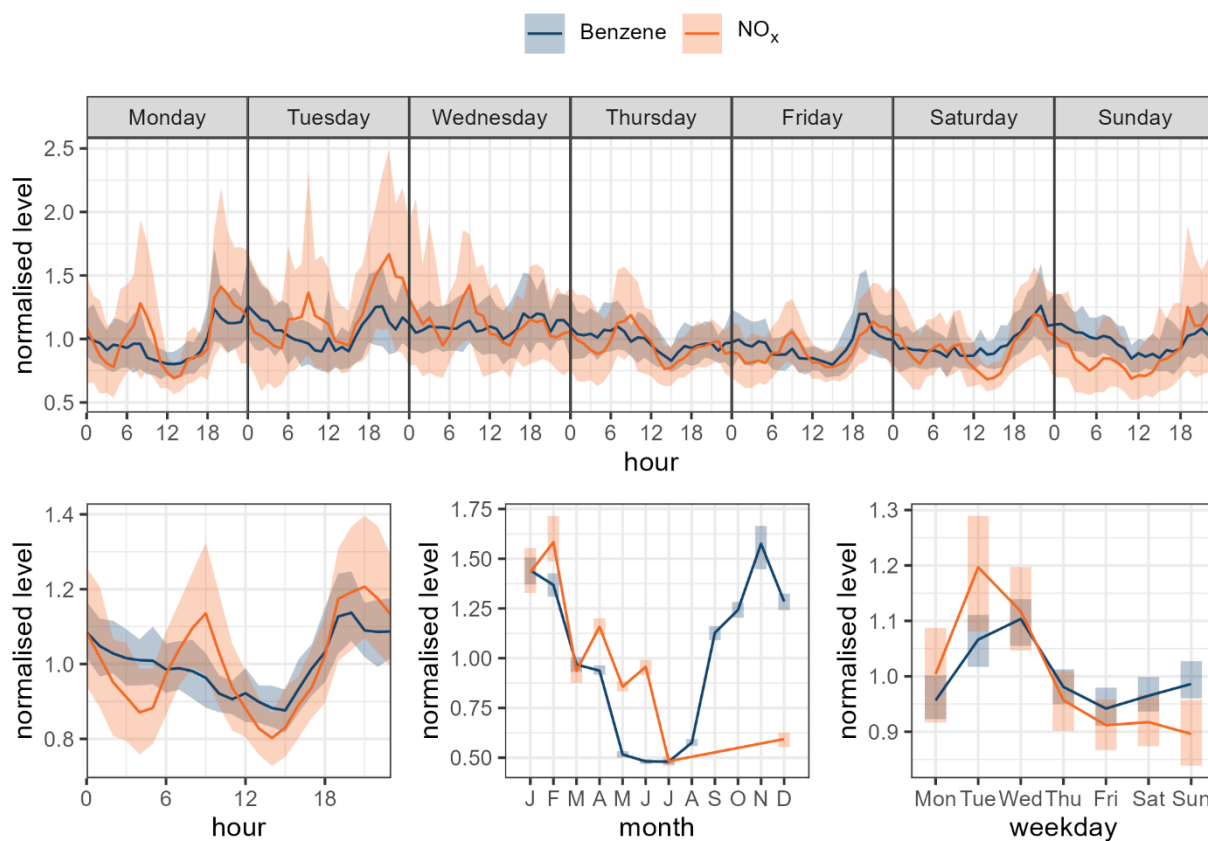 Benzene NOx
Monday Tuesday Wednesday Thursday Friday Saturday Sunday
normalised level
2.5
2.0
1.5
1.0
0.5
0 6 12 18 0 6 12 18 0 6 12 18 0 6 12 18 0 6 12 18 0 6 12 18 0 6 12 18
hour
normalised level
1.4
1.2
1.0
0.8
0 6 18
hour
normalised level
1.75
1.50
1.25
1.00
0.75
0.50
J F M A M J J A S O N D
month
normalised level
1.3
1.2
1.1
1.0
0.9
Mon Tue Wed Thu Fri Sat Sun
weekday